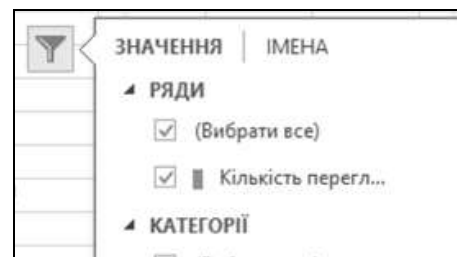 ЗНАЧЕННЯ ІМЕНА
РЯДИ
(Вибрати все)
Кількість перегл...
КАТЕГОРІЇ